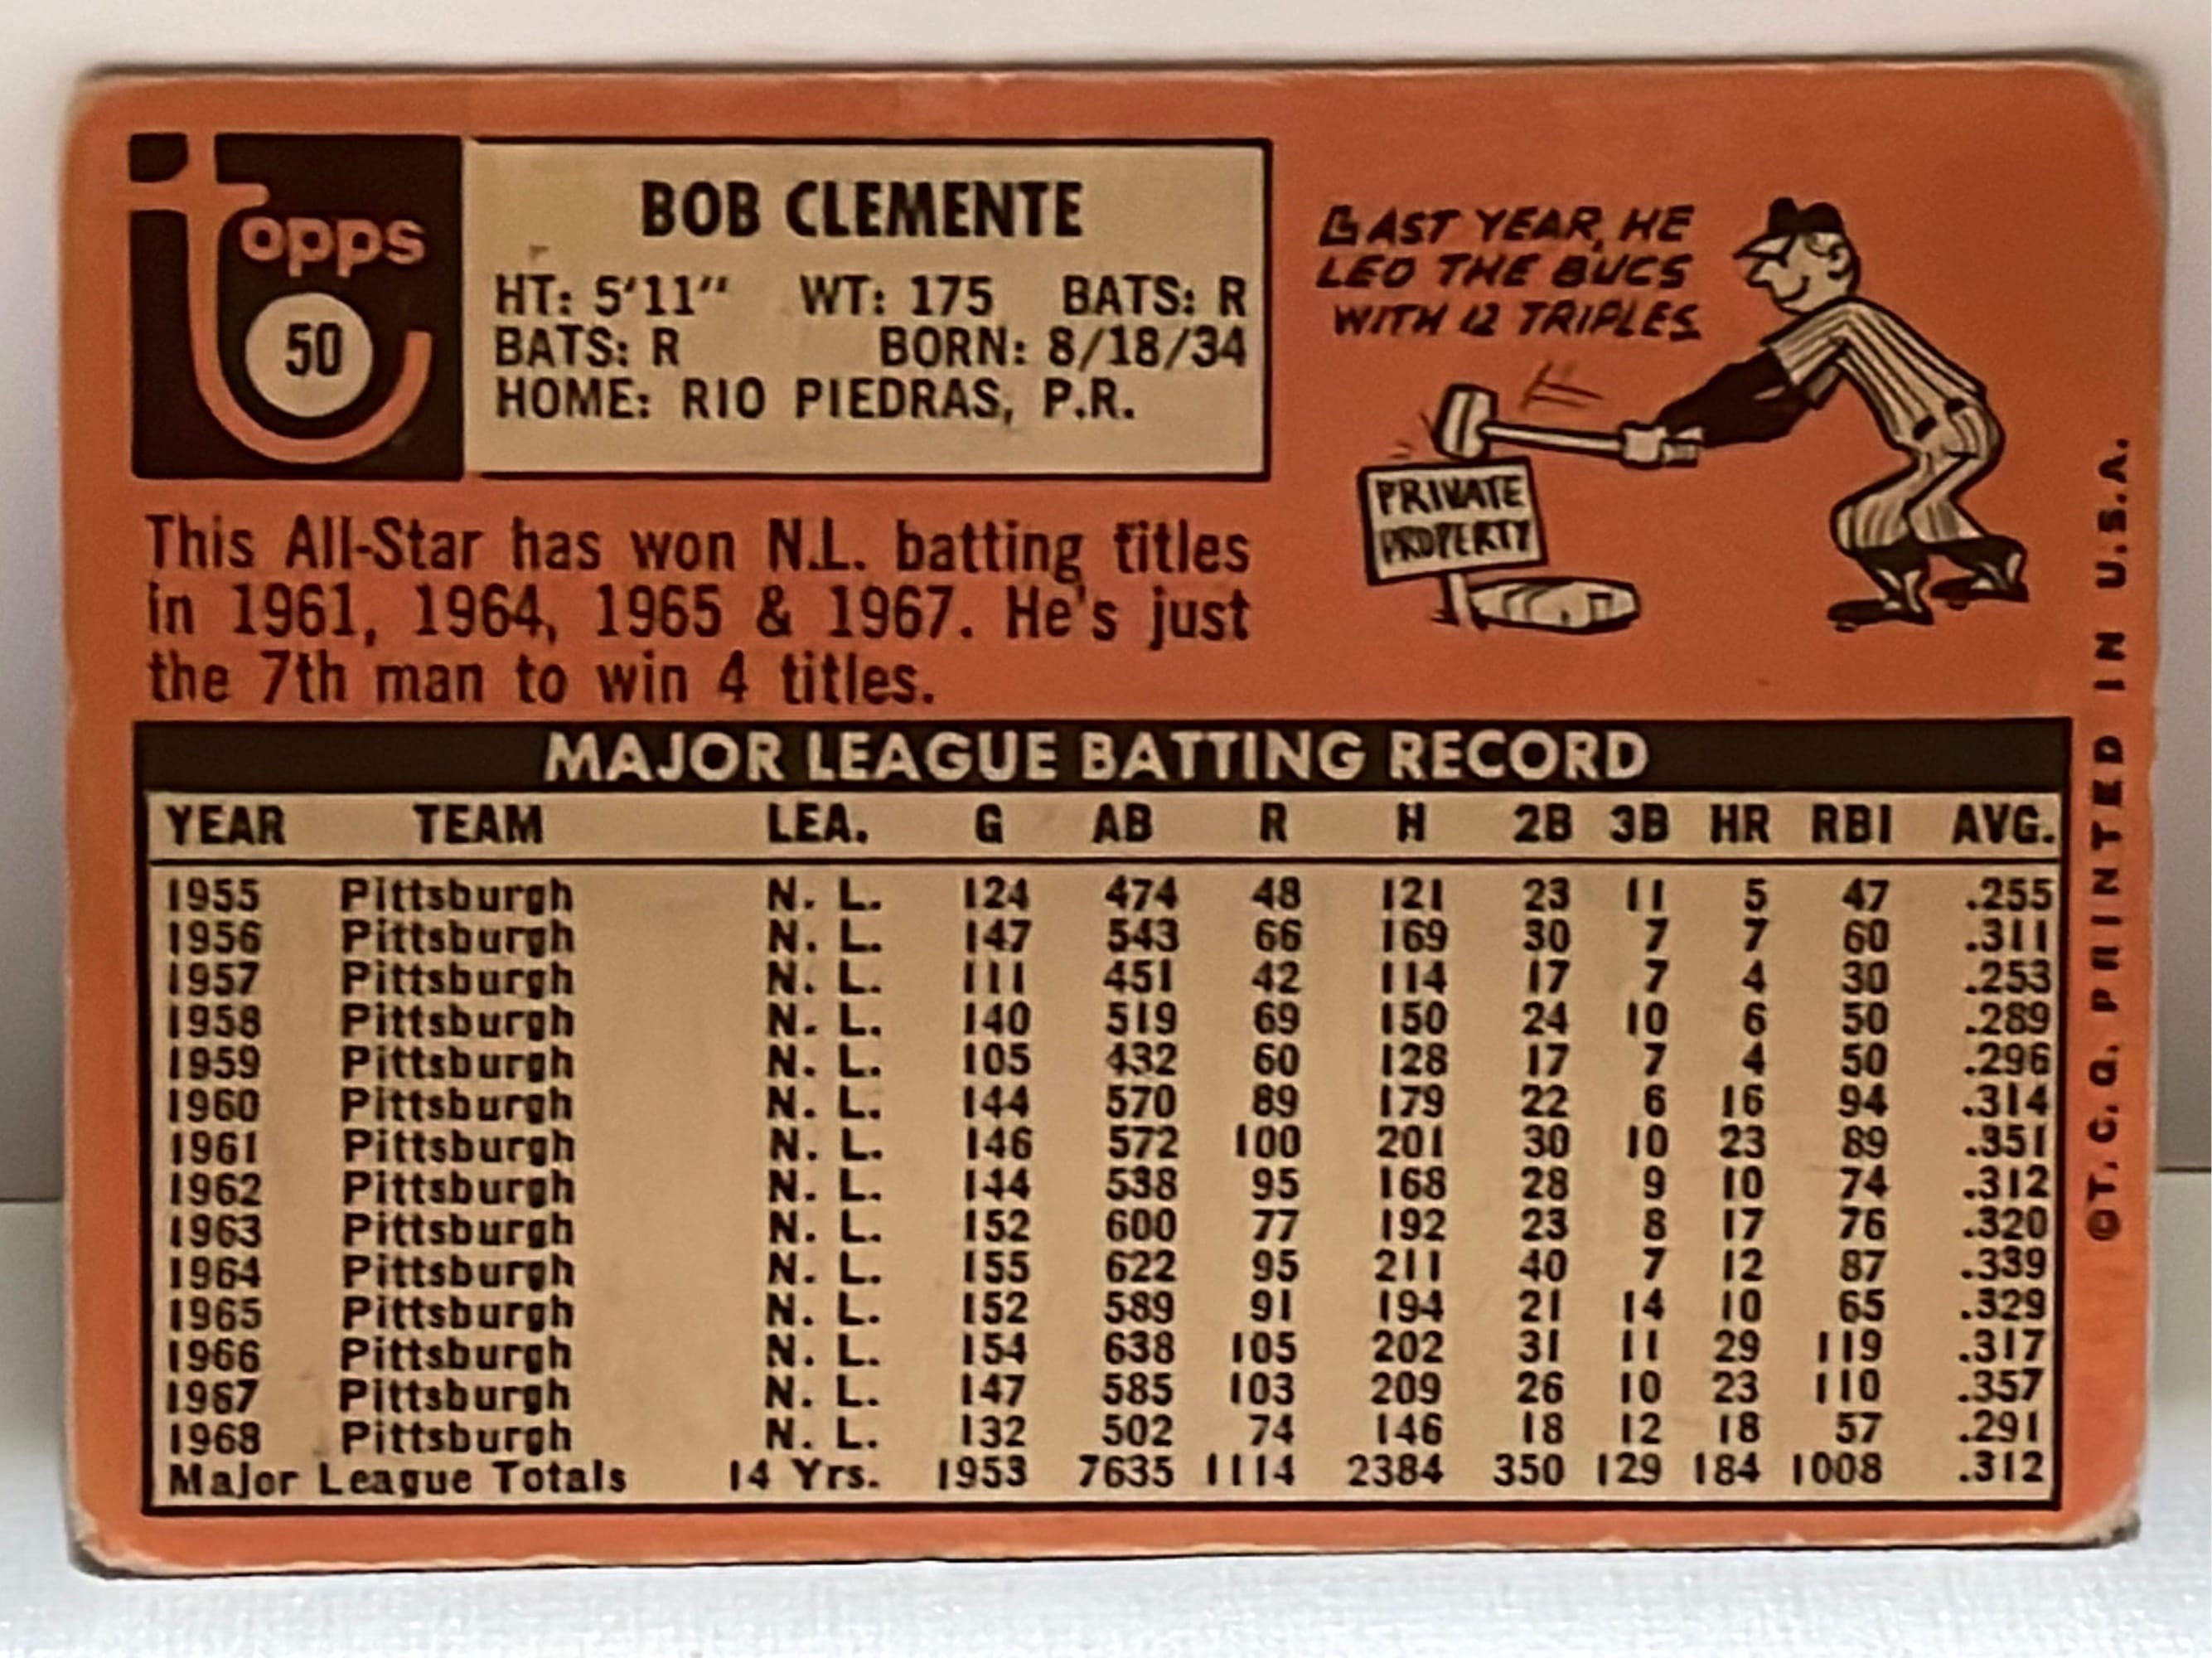 topps
50
BOB CLEMENTE
HT: 5'11" WT: 175 BATS: R
BATS: R BORN: 8/18/34
HOME: RIO PIEDRAS, P.R.
LAST YEAR, HE
LED THE BUCS
WITH 12 TRIPLES.
PRIVATE
PROPERTY
This All-Star has won N.L. batting titles
in 1961, 1964, 1965 & 1967. He's just
the 7th man to win 4 titles.
MAJOR LEAGUE BATTING RECORD
YEAR TEAM LEA. G AB R H 2B 3B HR RBI AVG.
1955 Pittsburgh N. L. 124 474 48 121 23 11 5 47 .255
1956 Pittsburgh N. L. 147 543 66 169 30 7 7 60 .311
1957 Pittsburgh N. L. 111 451 42 114 17 7 4 30 .253
1958 Pittsburgh N. L. 140 519 69 150 24 10 6 50 .289
1959 Pittsburgh N. L. 105 432 60 128 17 7 4 50 .296
1960 Pittsburgh N. L. 144 570 89 179 22 6 16 94 .314
1961 Pittsburgh N. L. 146 572 100 201 30 10 23 89 .351
1962 Pittsburgh N. L. 144 538 95 168 28 9 10 74 .312
1963 Pittsburgh N. L. 152 600 77 192 23 8 17 76 .320
1964 Pittsburgh N. L. 155 622 95 211 40 7 12 87 .339
1965 Pittsburgh N. L. 152 589 91 194 21 14 10 65 .329
1966 Pittsburgh N. L. 154 638 105 202 31 11 29 119 .317
1967 Pittsburgh N. L. 147 585 103 209 26 10 23 110 .357
1968 Pittsburgh N. L. 132 502 74 146 18 12 18 57 .291
Major League Totals 14 Yrs. 1953 7635 1114 2384 350 129 184 1008 .312
©T. C. G. PRINTED IN U.S.A.